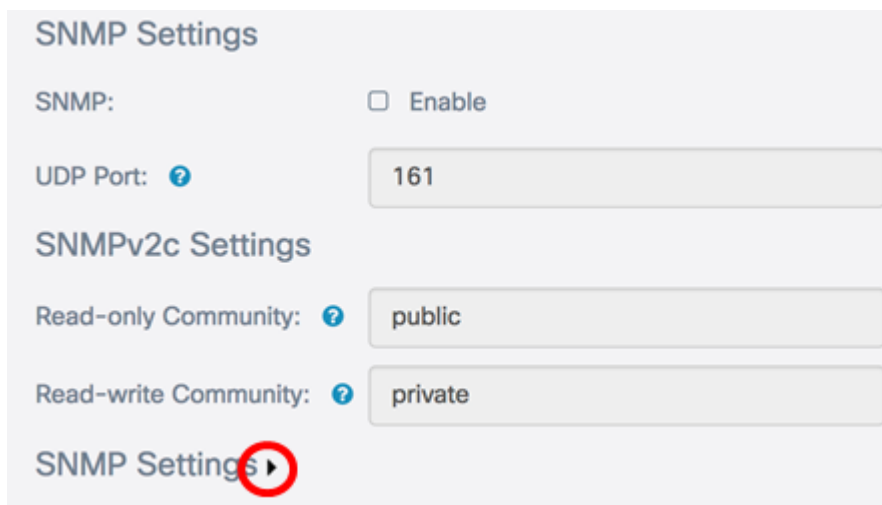 SNMP Settings
SNMP: Enable
UDP Port: ? 161
SNMPv2c Settings
Read-only Community: ? public
Read-write Community: ? private
SNMP Settings